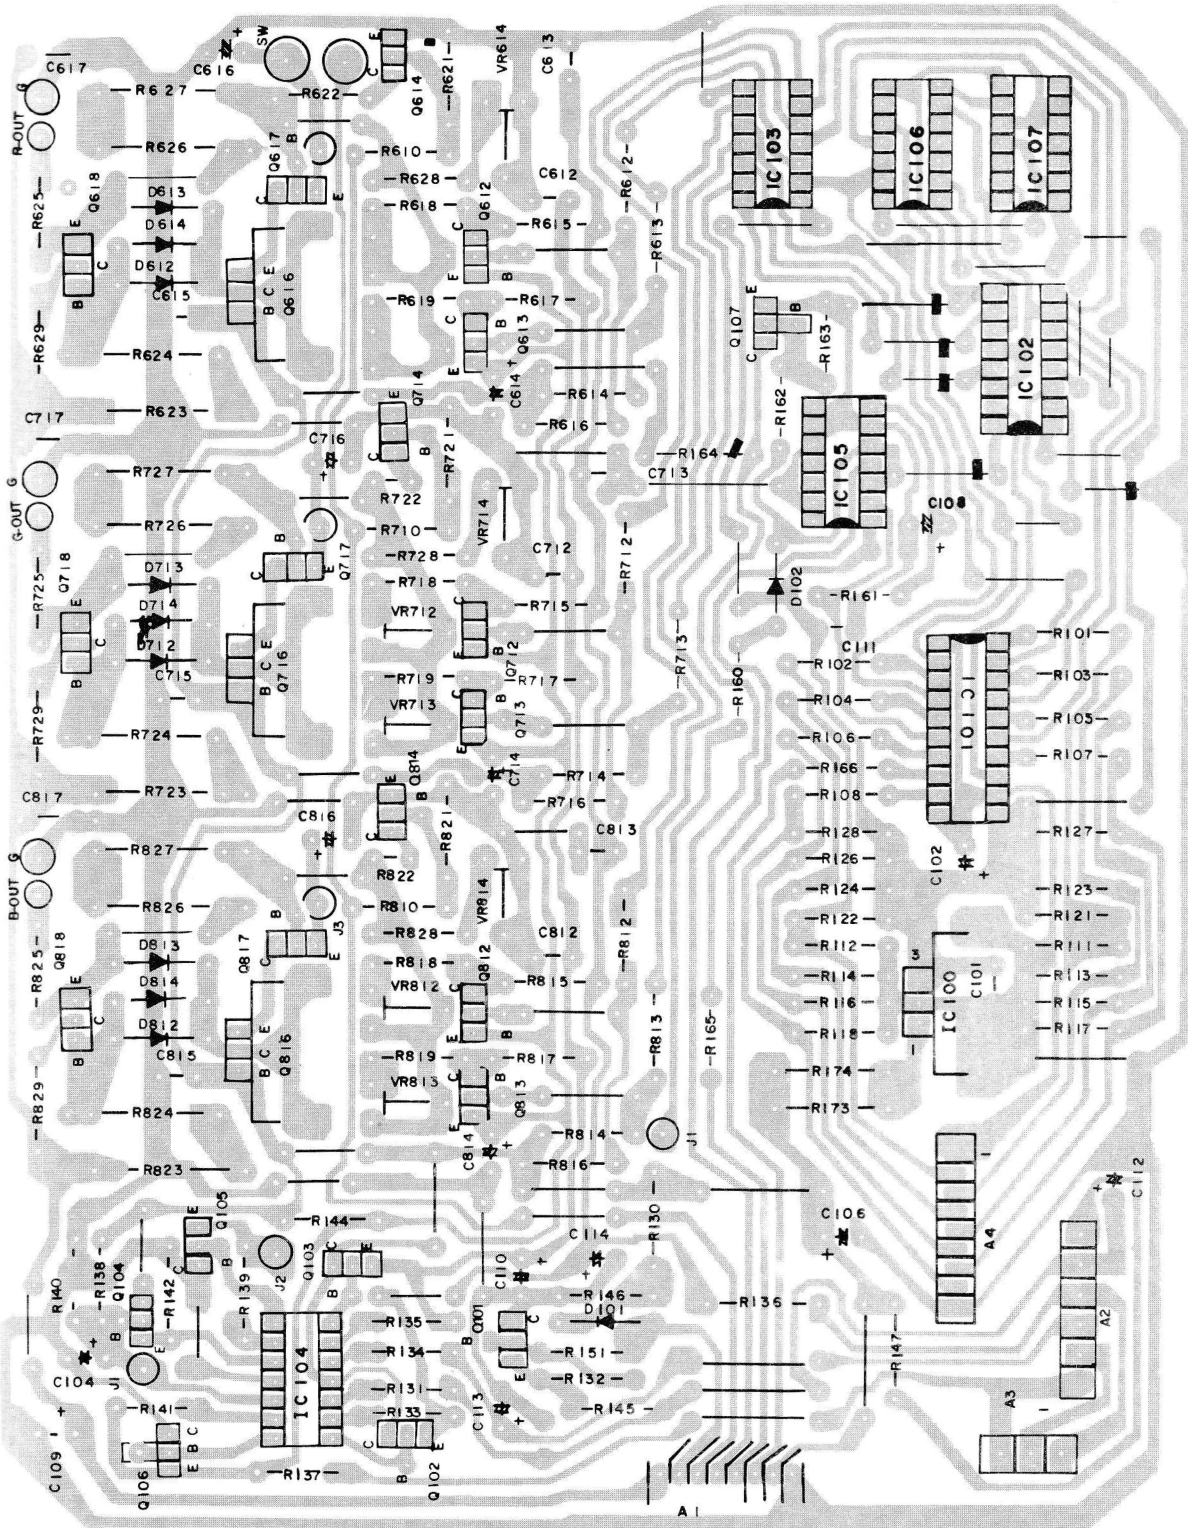 C617
G
R-OUT
C616
+
SW
E
C
Q614
R621
VR614
C613
R627
R622
R626
Q617
B
C
E
R610
R628
R618
Q618
R625
D613
D614
D612
C615
E
C
B
B C E
Q616
Q612
C
B
E
C612
R615
R612
R613
IC103
IC106
IC107
R629
R624
R619
R617
C
B
Q613
E
+
C614
Q107
E
B
C
R163
IC102
R623
Q714
E
B
C
R614
R616
R162
C717
C716
+
R721
R164
C713
IC105
G
G-OUT
R727
R722
R726
B
C
E
Q717
R710
VR714
R728
R718
C712
R712
C108
+
Q718
R725
D713
D714
D712
C715
E
C
B
B C E
Q716
VR712
C
B
E
Q712
R715
D102
R161
C111
R713
R160
R102
IC101
R101
R103
R729
R724
R719
VR713
R717
C
B
Q713
E
C714
R104
R106
R105
R107
R723
Q814
E
B
C
R714
R716
R166
R108
C817
C816
+
R821
C813
R128
R127
G
B-OUT
R827
R822
R126
C102
+
R826
B
C
E
J3
Q817
R810
VR814
R828
R818
C812
R812
R124
R122
R123
R121
Q818
R825
D813
D814
D812
C815
E
C
B
B C E
Q816
VR812
Q812
C
B
E
R815
R112
R114
R116
R118
3
IC100
C101
R111
R113
R115
R117
R829
R824
R819
VR813
R817
C
B
Q813
E
R813
R165
R174
R173
R823
C814
+
R814
R816
J1
A4
C112
+
Q105
E
B
C
R144
J2
Q103
E
B
R130
C114
+
C110
+
C106
+
R140
R138
Q104
R142
R139
B
E
J1
C104
+
IC104
R135
R134
R131
R133
B
Q101
C
E
R146
D101
R151
R132
R145
R136
R147
A2
A3
C113
+
R141
C109
+
C
B
E
Q106
R137
C
B
E
Q102
A1